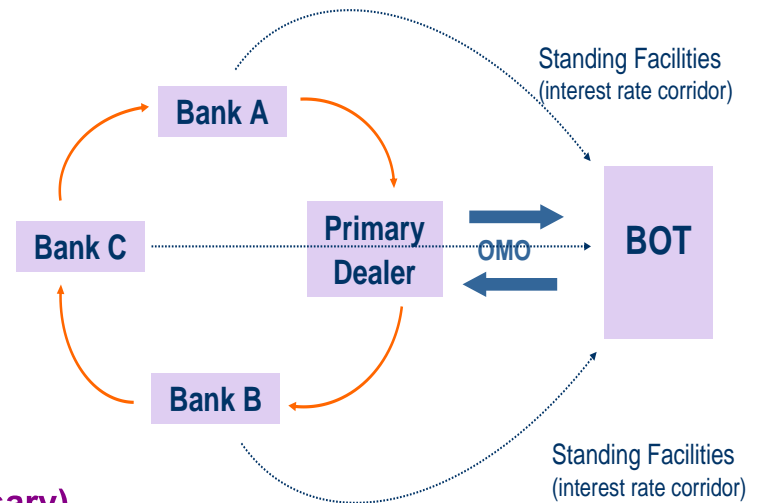 Standing Facilities
(interest rate corridor)
Bank A
Primary
Dealer
OMO
BOT
Bank C
Bank B
Standing Facilities
(interest rate corridor)